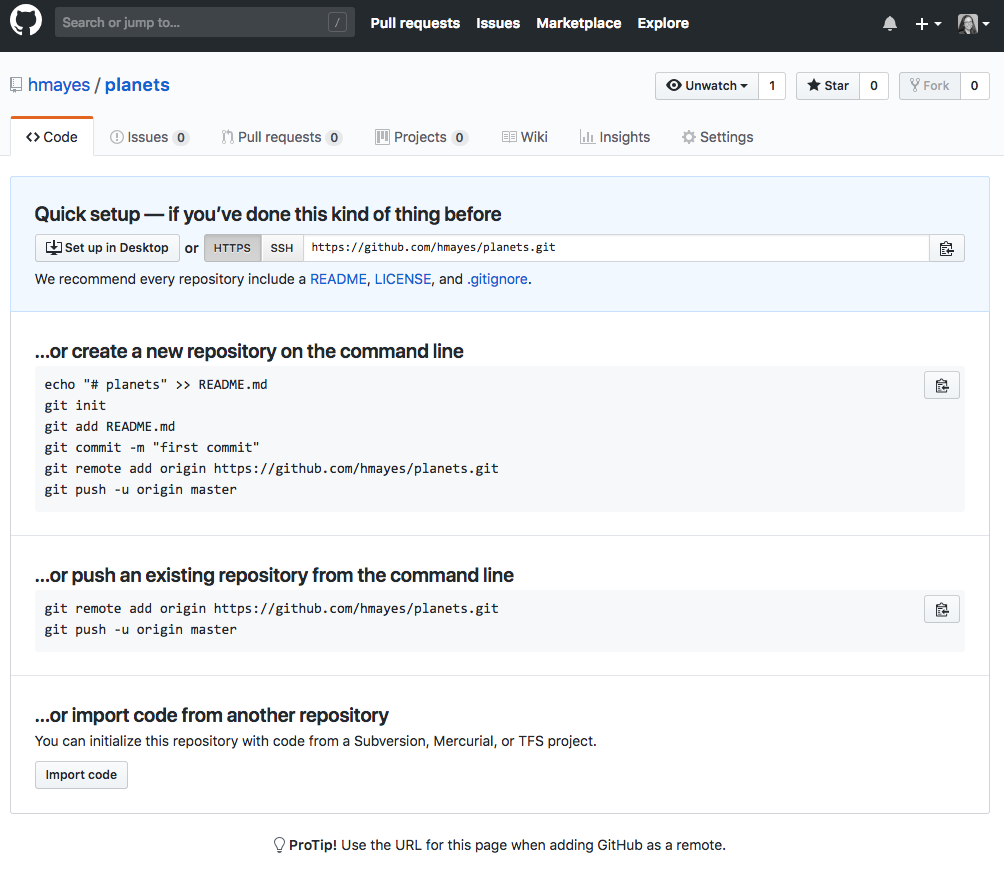 Search or jump to... /
Pull requests Issues Marketplace Explore
hmayes / planets
Unwatch 1 Star 0 Fork 0
Code Issues 0 Pull requests 0 Projects 0 Wiki Insights Settings
Quick setup — if you’ve done this kind of thing before
Set up in Desktop or HTTPS SSH https://github.com/hmayes/planets.git
We recommend every repository include a README, LICENSE, and .gitignore.
…or create a new repository on the command line
echo "# planets" >> README.md
git init
git add README.md
git commit -m "first commit"
git remote add origin https://github.com/hmayes/planets.git
git push -u origin master
…or push an existing repository from the command line
git remote add origin https://github.com/hmayes/planets.git
git push -u origin master
…or import code from another repository
You can initialize this repository with code from a Subversion, Mercurial, or TFS project.
Import code
ProTip! Use the URL for this page when adding GitHub as a remote.